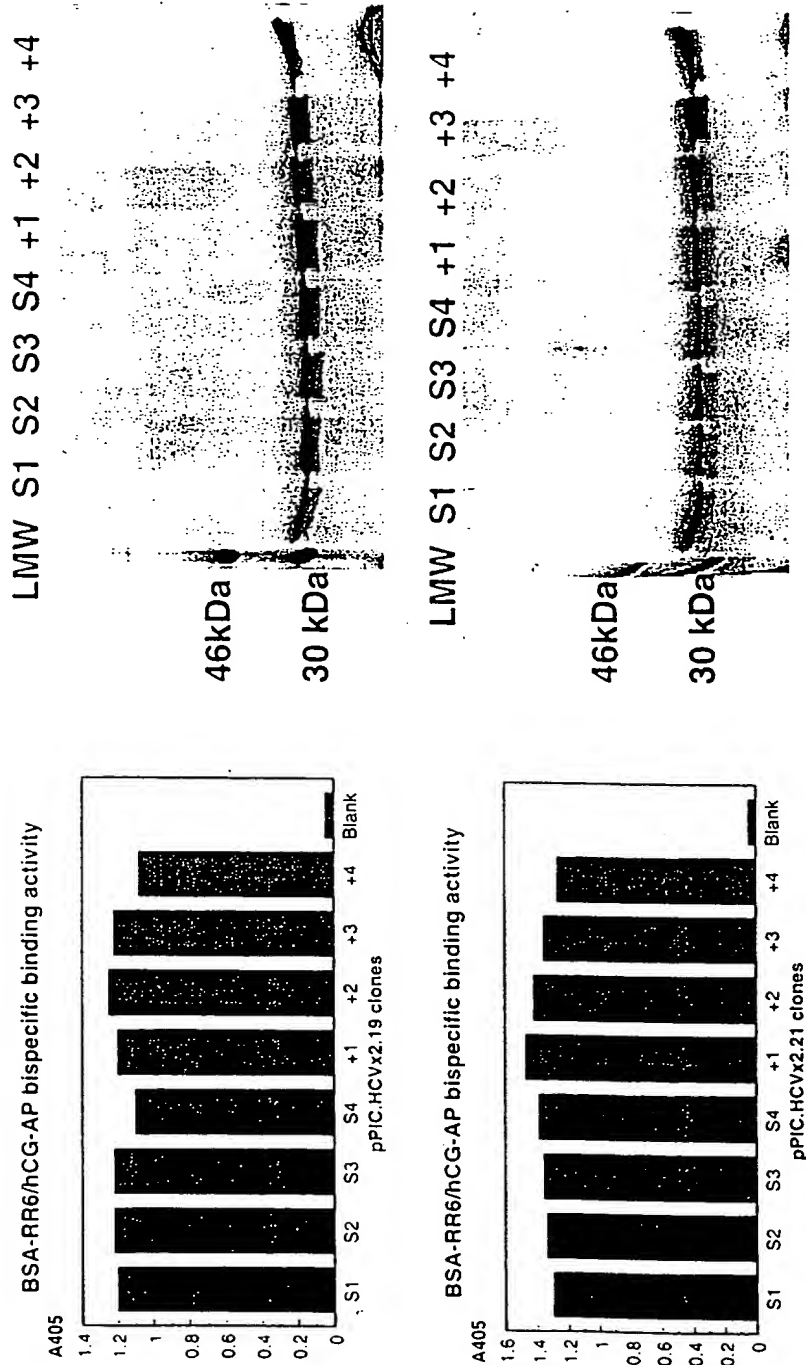 LMW S1 S2 S3 S4 +1 +2 +3 +4
46kDa
30 kDa
LMW S1 S2 S3 S4 +1 +2 +3 +4
46kDa
30 kDa
BSA-RR6/hCG-AP bispecific binding activity
A405
1.4
1.2
1
0.8
0.6
0.4
0.2
0
S1 S2 S3 S4 +1 +2 +3 +4 Blank
pPIC.HCVx2.19 clones
BSA-RR6/hCG-AP bispecific binding activity
A405
1.6
1.4
1.2
1
0.8
0.6
0.4
0.2
0
S1 S2 S3 S4 +1 +2 +3 +4 Blank
pPIC.HCVx2.21 clones